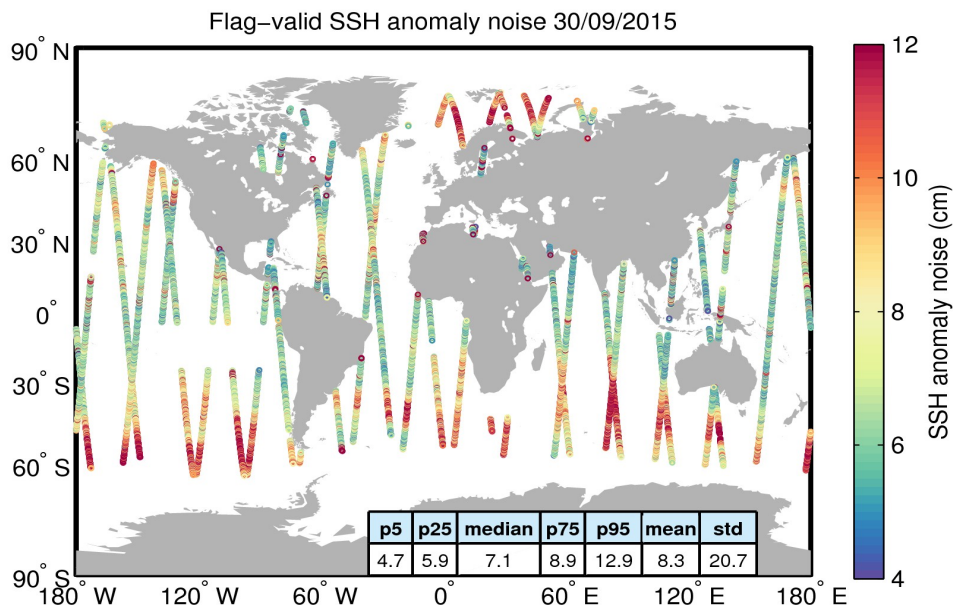 Flag−valid SSH anomaly noise 30/09/2015
90° N
60° N
30° N
0°
30° S
60° S
90° S
180° W 120° W 60° W 0° 60° E 120° E 180° E
p5 p25 median p75 p95 mean std
4.7 5.9 7.1 8.9 12.9 8.3 20.7
12
10
8
6
4
SSH anomaly noise (cm)